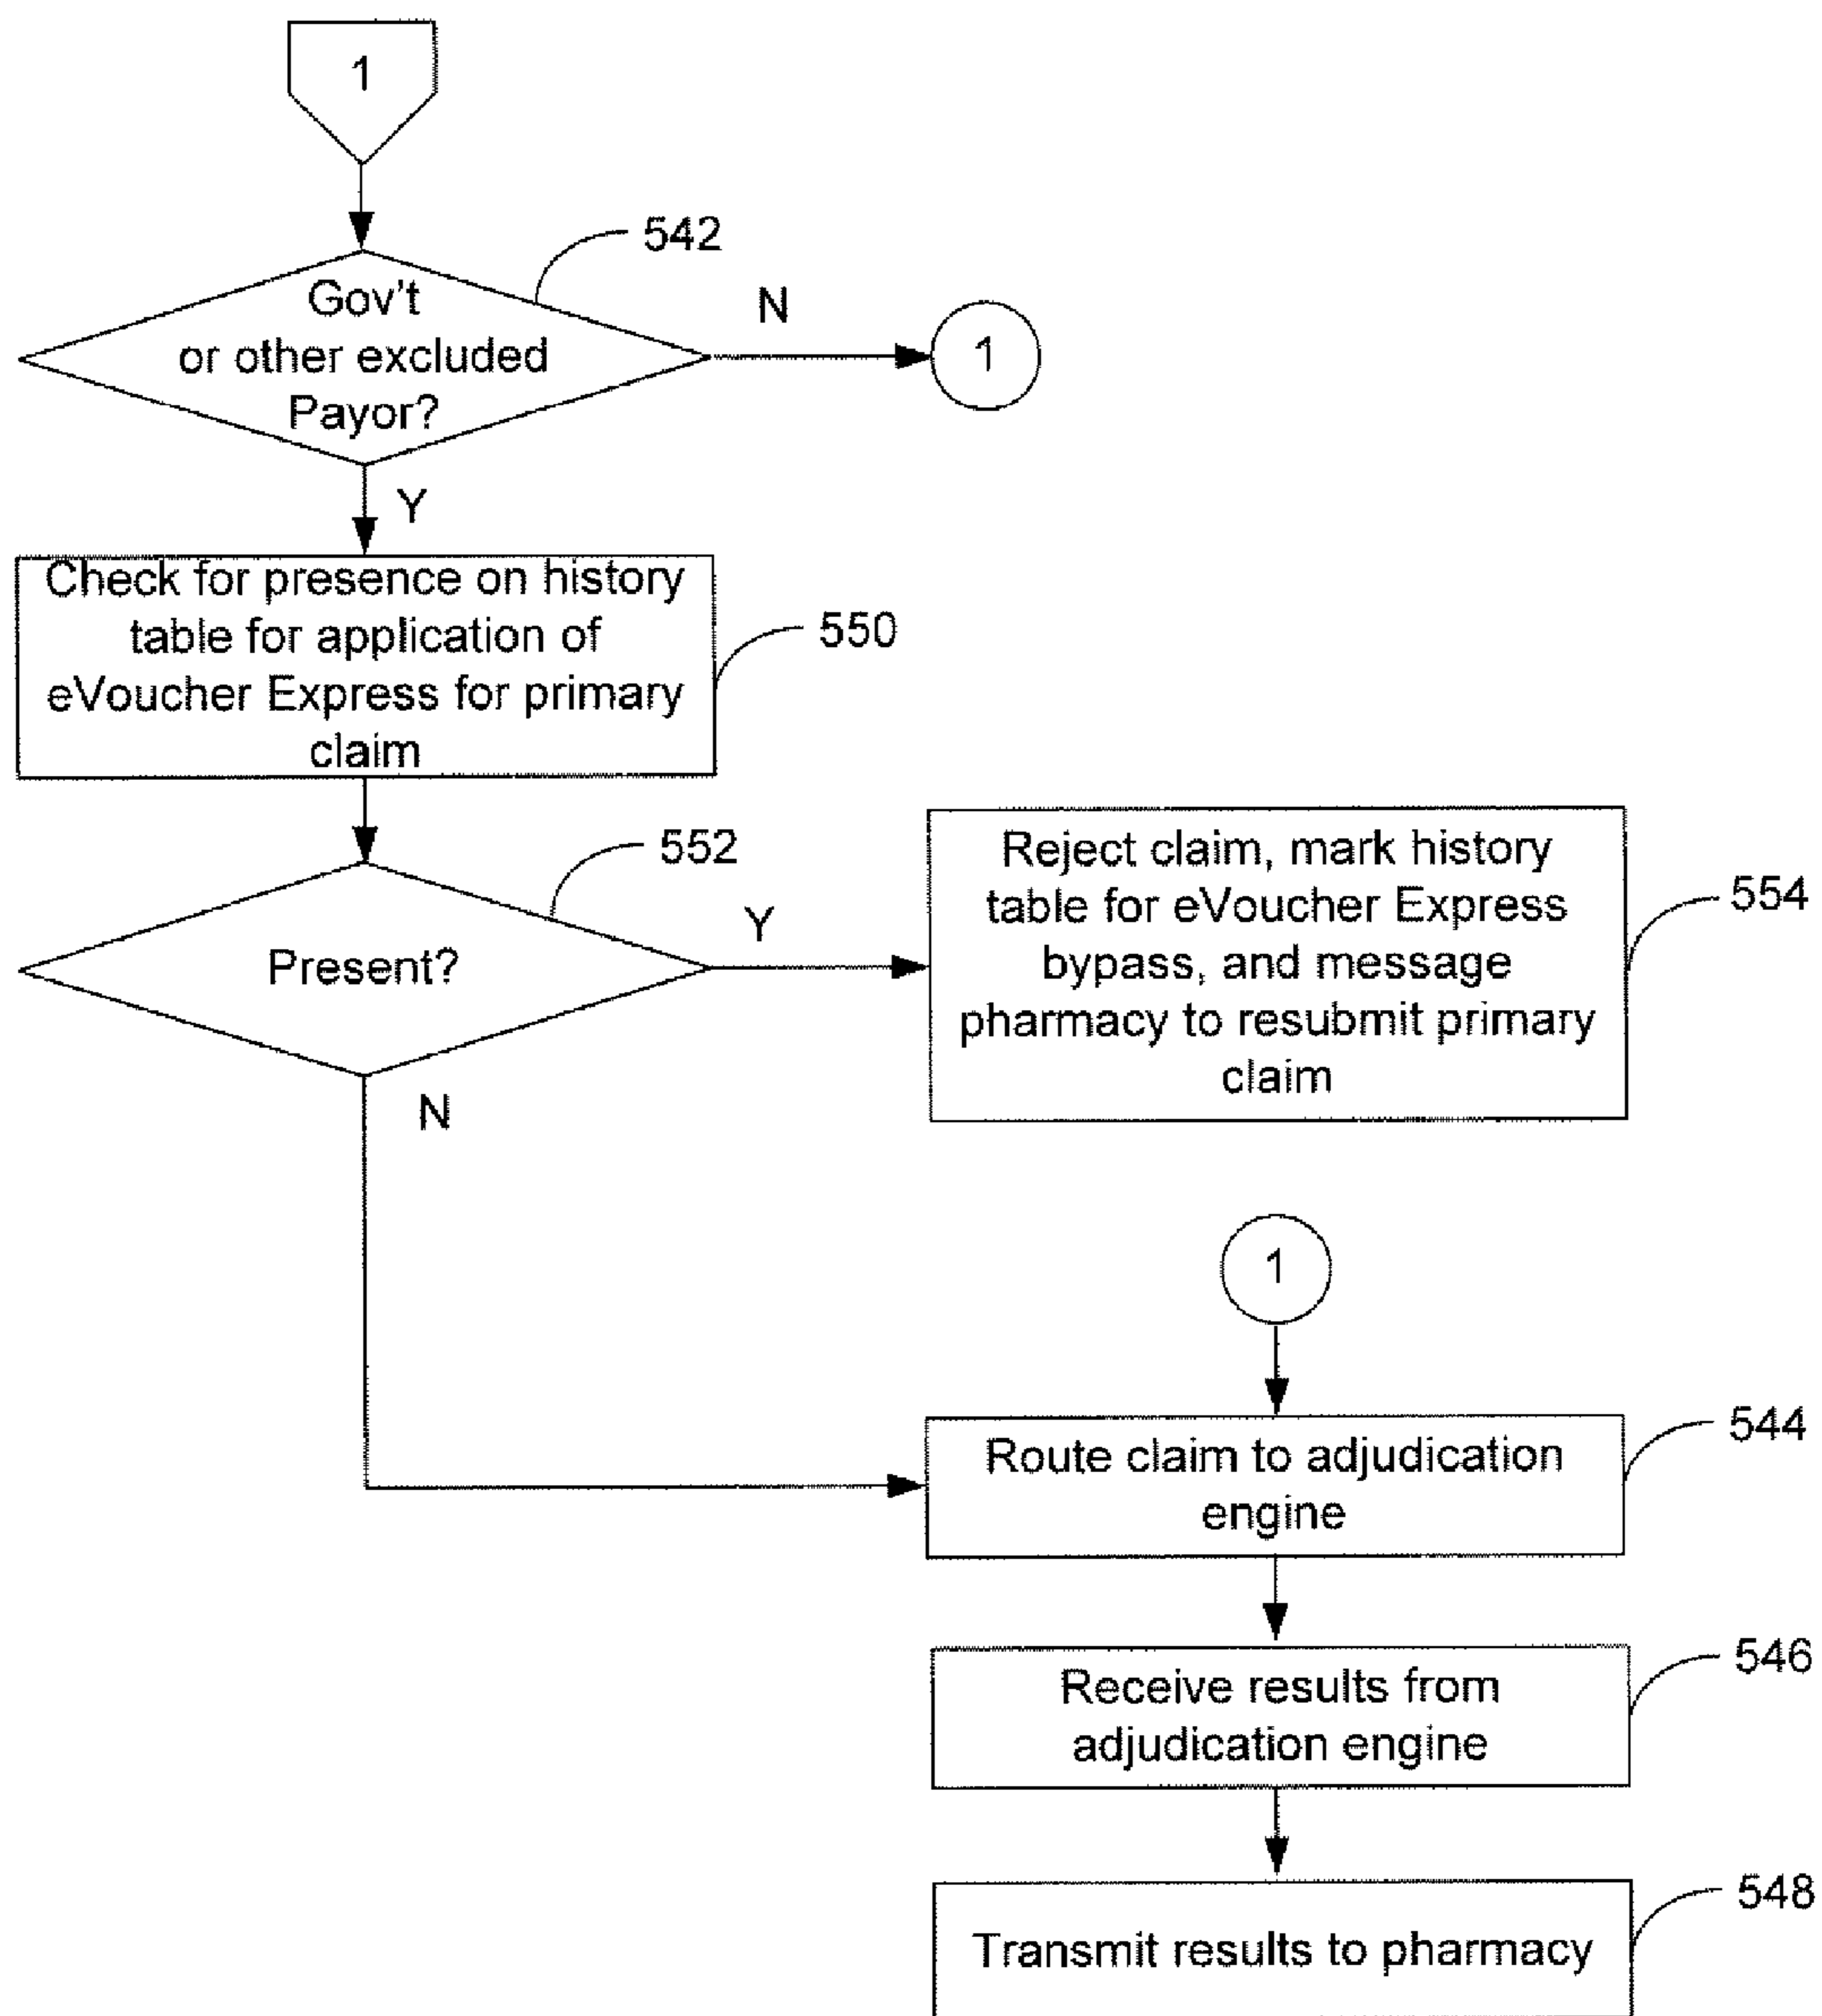 1
542
Gov't
or other excluded
Payor?
N
1
Y
Check for presence on history
table for application of
eVoucher Express for primary
claim
550
552
Present?
Y
Reject claim, mark history
table for eVoucher Express
bypass, and message
pharmacy to resubmit primary
claim
554
N
1
Route claim to adjudication
engine
544
Receive results from
adjudication engine
546
Transmit results to pharmacy
548